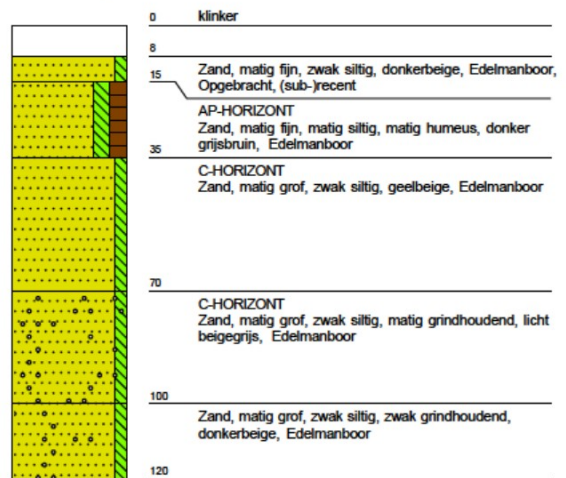 0 klinker
8
Zand, matig fijn, zwak siltig, donkerbeige, Edelmanboor,
15 Opgebracht, (sub-)recent
AP-HORIZONT
Zand, matig fijn, matig siltig, matig humeus, donker
grijsbruin, Edelmanboor
35
C-HORIZONT
Zand, matig grof, zwak siltig, geelbeige, Edelmanboor
70
C-HORIZONT
Zand, matig grof, zwak siltig, matig grindhoudend, licht
beigegrijs, Edelmanboor
100
Zand, matig grof, zwak siltig, zwak grindhoudend,
donkerbeige, Edelmanboor
120